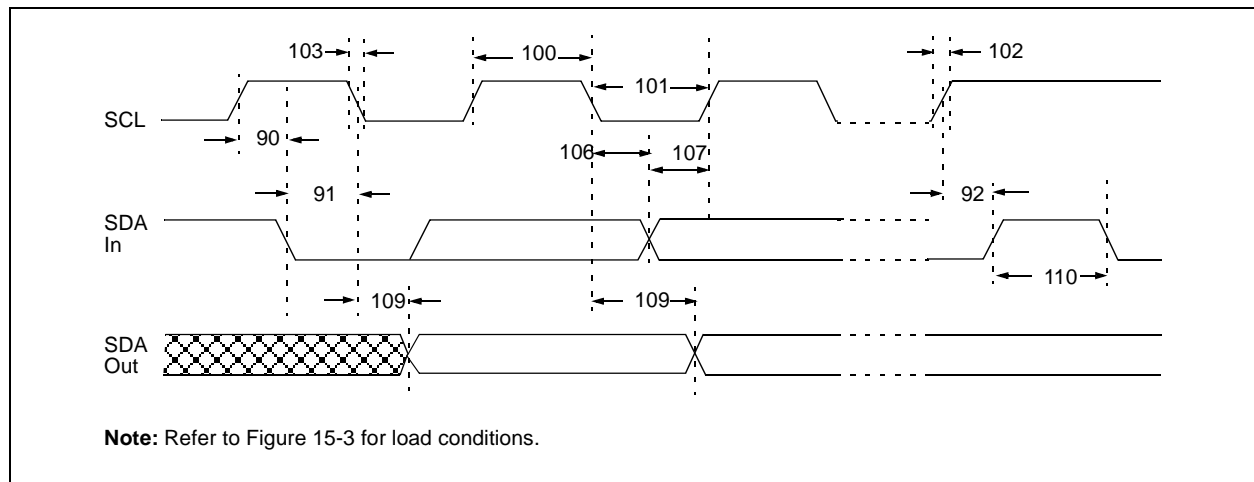 103
100
102
101
SCL
90
106
107
91
92
SDA
In
109
109
110
SDA
Out
Note: Refer to Figure 15-3 for load conditions.